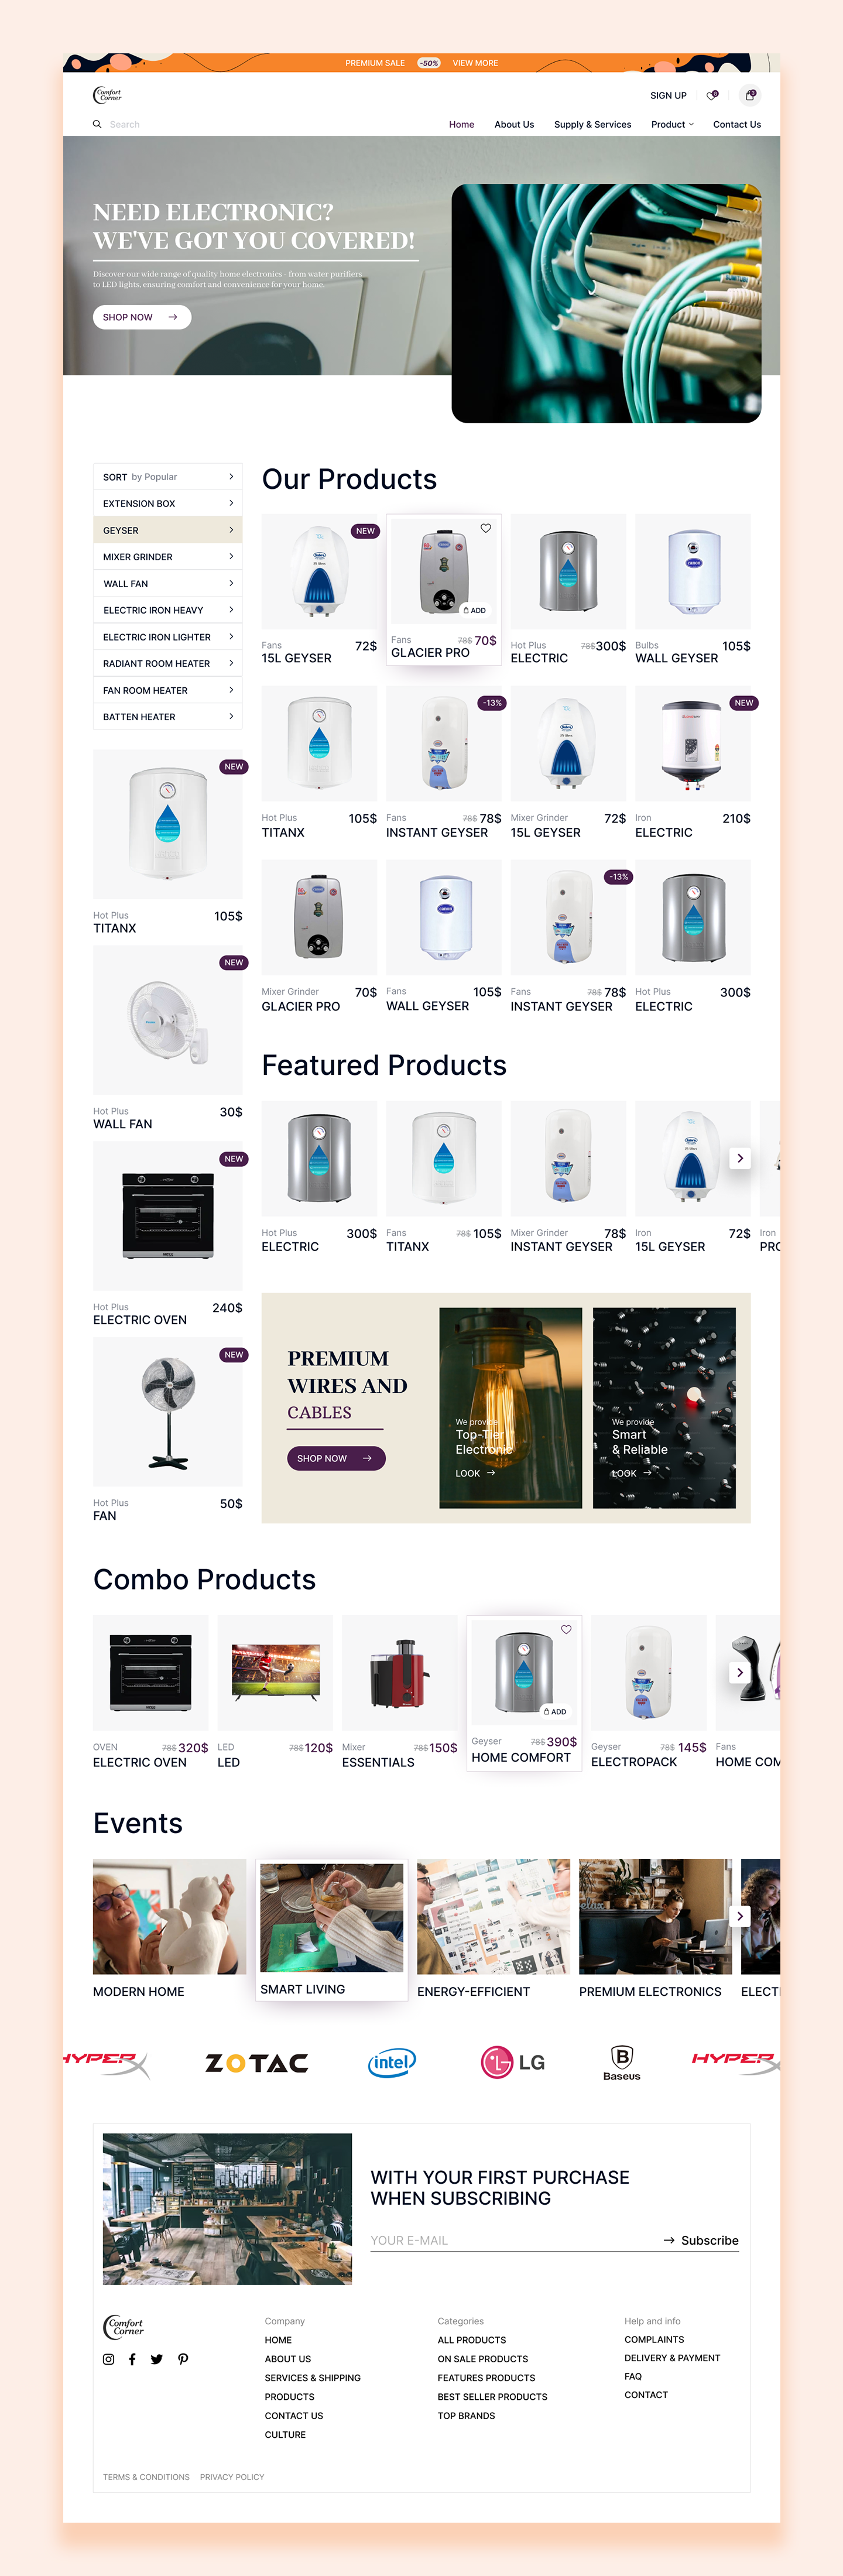 PREMIUM SALE -50% VIEW MORE
Comfort
Corner
SIGN UP
Search
Home About Us Supply & Services Product Contact Us
NEED ELECTRONIC?
WE'VE GOT YOU COVERED!
Discover our wide range of quality home electronics - from water purifiers
to LED lights, ensuring comfort and convenience for your home.
SHOP NOW
SORT by Popular
EXTENSION BOX
GEYSER
MIXER GRINDER
WALL FAN
ELECTRIC IRON HEAVY
ELECTRIC IRON LIGHTER
RADIANT ROOM HEATER
FAN ROOM HEATER
BATTEN HEATER
NEW
Hot Plus 105$
TITANX
NEW
Hot Plus 30$
WALL FAN
NEW
Hot Plus 240$
ELECTRIC OVEN
NEW
Hot Plus 50$
FAN
Our Products
NEW
Fans 72$
15L GEYSER
ADD
Fans 78$ 70$
GLACIER PRO
Hot Plus 78$ 300$
ELECTRIC
Bulbs 105$
WALL GEYSER
Hot Plus 105$
TITANX
-13%
Fans 78$ 78$
INSTANT GEYSER
Mixer Grinder 72$
15L GEYSER
NEW
Iron 210$
ELECTRIC
Mixer Grinder 70$
GLACIER PRO
Fans 105$
WALL GEYSER
-13%
Fans 78$ 78$
INSTANT GEYSER
Hot Plus 300$
ELECTRIC
Featured Products
Hot Plus 300$
ELECTRIC
Fans 78$ 105$
TITANX
Mixer Grinder 78$
INSTANT GEYSER
Iron 72$
15L GEYSER
Iron
PRO
PREMIUM
WIRES AND
CABLES
SHOP NOW
We provide
Top-Tier
Electronic
LOOK
We provide
Smart
& Reliable
LOOK
Combo Products
OVEN 78$ 320$
ELECTRIC OVEN
LED 78$ 120$
LED
Mixer 78$ 150$
ESSENTIALS
ADD
Geyser 78$ 390$
HOME COMFORT
Geyser 78$ 145$
ELECTROPACK
Fans
HOME COM
Events
MODERN HOME
SMART LIVING
ENERGY-EFFICIENT
PREMIUM ELECTRONICS
ELECT
HYPER ZOTAC intel LG Baseus HYPER
WITH YOUR FIRST PURCHASE
WHEN SUBSCRIBING
YOUR E-MAIL Subscribe
Comfort
Corner
Company
HOME
ABOUT US
SERVICES & SHIPPING
PRODUCTS
CONTACT US
CULTURE
Categories
ALL PRODUCTS
ON SALE PRODUCTS
FEATURES PRODUCTS
BEST SELLER PRODUCTS
TOP BRANDS
Help and info
COMPLAINTS
DELIVERY & PAYMENT
FAQ
CONTACT
TERMS & CONDITIONS PRIVACY POLICY